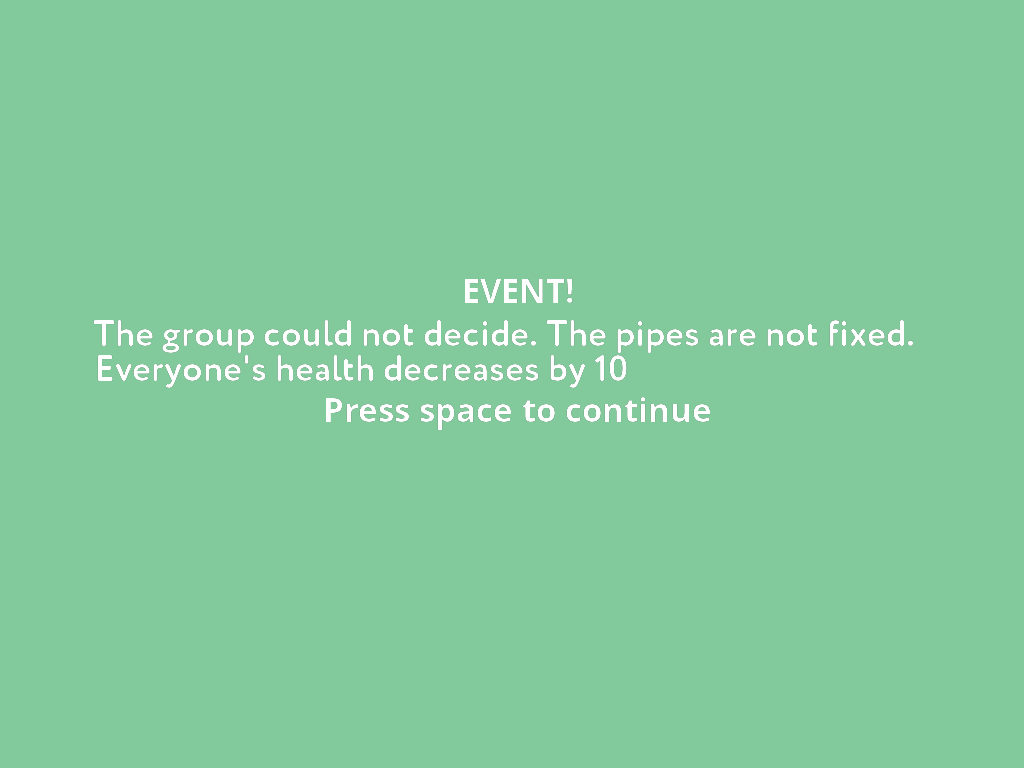 EVENT!
The group could not decide. The pipes are not fixed.
Everyone's health decreases by 10
Press space to continue